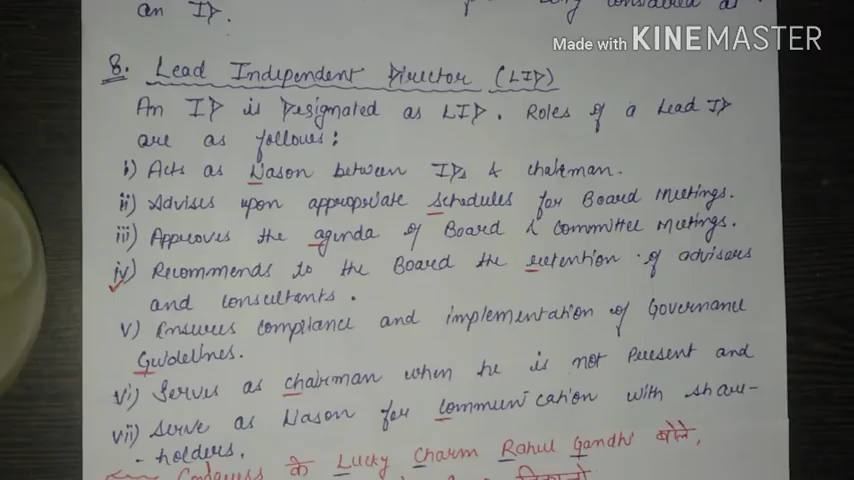 an ID.
considered as
Made with KINEMASTER
8. Lead Independent Director (LID)
An ID is Designated as LID. Roles of a Lead ID
are as follows:
i) Acts as Liason between IDs & chairman.
ii) Advises upon appropriate schedules for Board Meetings.
iii) Approves the agenda of Board & Committee Meetings.
iv) Recommends to the Board the retention of advisors
and consultants.
v) Ensures compliance and implementation of Governance
Guidelines.
vi) Serves as chairman when he is not Present and
vii) Serve as Liason for communication with share-
- holders.
Congress के Lucky Charm Rahul Gandhi बोले,
निकालो